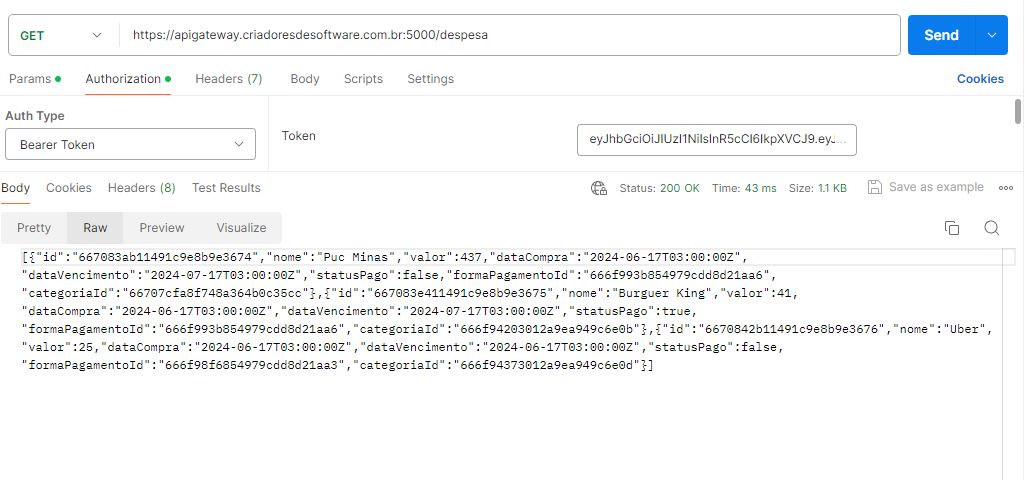 GET https://apigateway.criadoresdesoftware.com.br:5000/despesa Send
Params Authorization Headers (7) Body Scripts Settings Cookies
Auth Type
Bearer Token
Token eyJhbGciOiJIUzI1NiIsInR5cCI6IkpXVCJ9.eyJ...
Body Cookies Headers (8) Test Results Status: 200 OK Time: 43 ms Size: 1.1 KB Save as example
Pretty Raw Preview Visualize
[{"id":"667083ab11491c9e8b9e3674","nome":"Puc Minas","valor":437,"dataCompra":"2024-06-17T03:00:00Z",
"dataVencimento":"2024-07-17T03:00:00Z","statusPago":false,"formaPagamentoId":"666f993b854979cdd8d21aa6",
"categoriaId":"66707cfa8f748a364b0c35cc"},{"id":"667083e411491c9e8b9e3675","nome":"Burguer King","valor":41,
"dataCompra":"2024-06-17T03:00:00Z","dataVencimento":"2024-07-17T03:00:00Z","statusPago":true,
"formaPagamentoId":"666f993b854979cdd8d21aa6","categoriaId":"666f94203012a9ea949c6e0b"},{"id":"6670842b11491c9e8b9e3676","nome":"Uber",
"valor":25,"dataCompra":"2024-06-17T03:00:00Z","dataVencimento":"2024-06-17T03:00:00Z","statusPago":false,
"formaPagamentoId":"666f98f6854979cdd8d21aa3","categoriaId":"666f94373012a9ea949c6e0d"}]